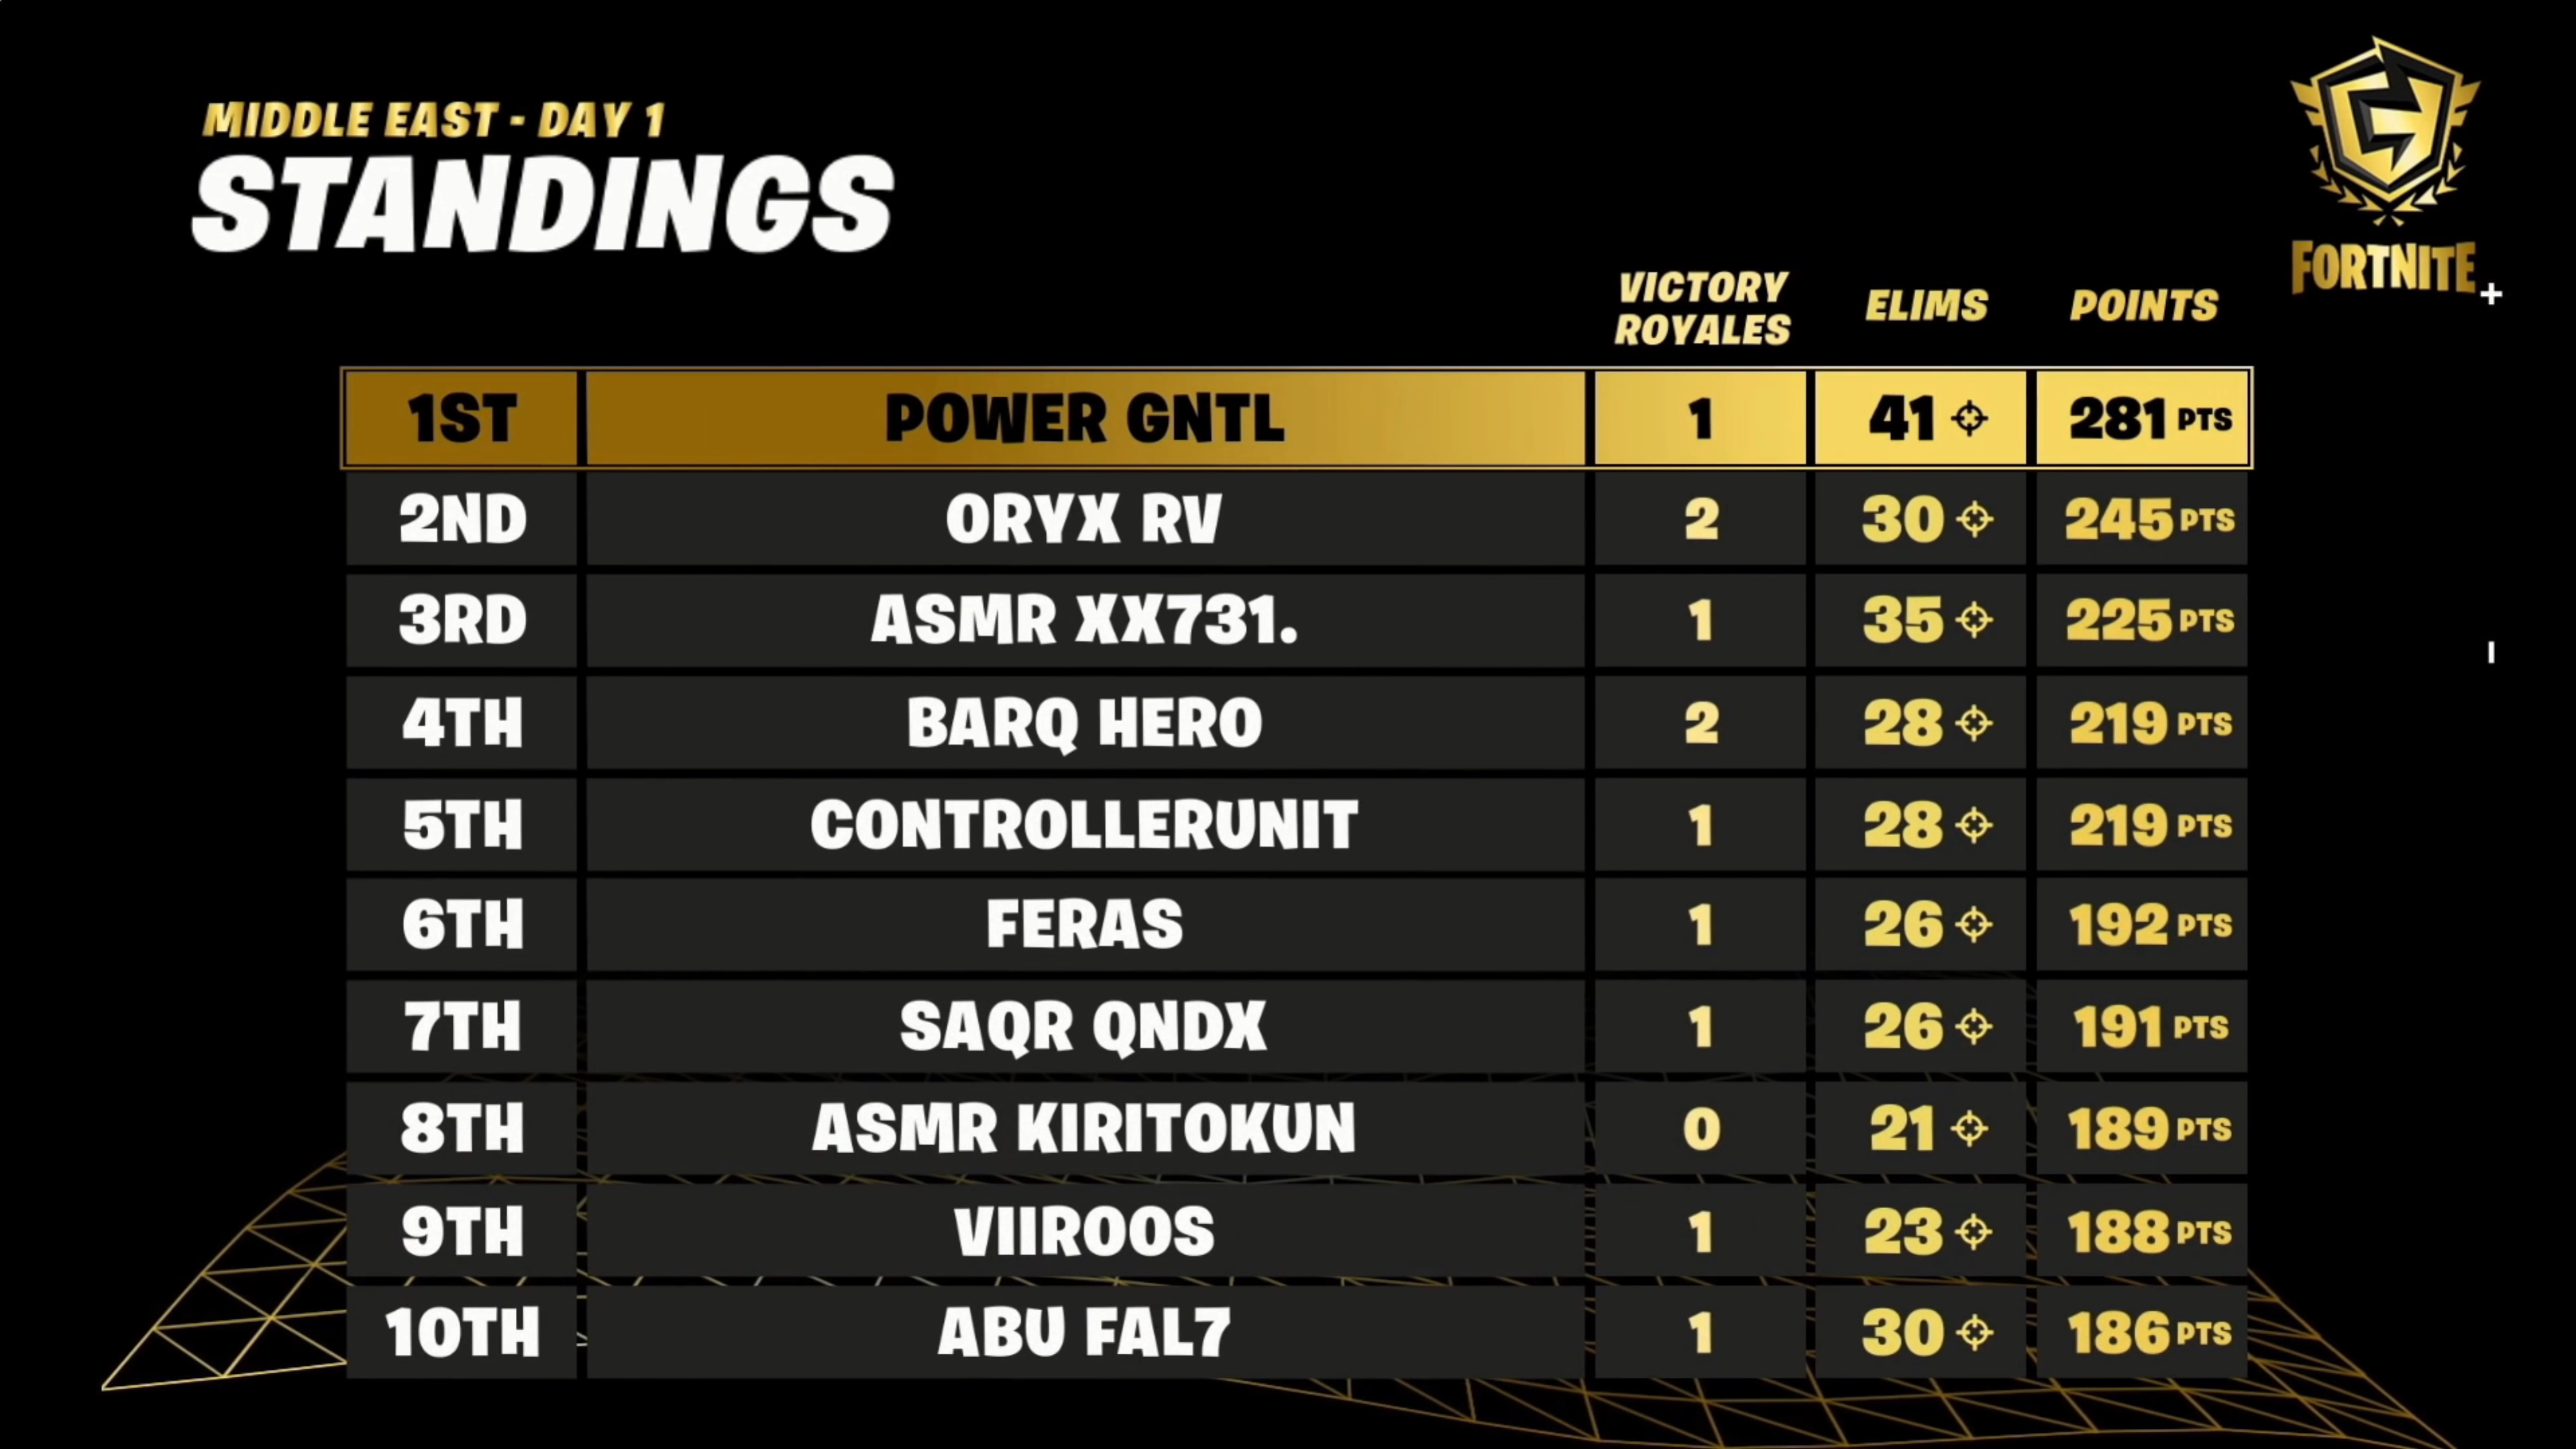 MIDDLE EAST - DAY 1
STANDINGS
FORTNITE
VICTORY ROYALES ELIMS POINTS
1ST POWER GNTL 1 41 281 PTS
2ND ORYX RV 2 30 245 PTS
3RD ASMR XX731. 1 35 225 PTS
4TH BARQ HERO 2 28 219 PTS
5TH CONTROLLERUNIT 1 28 219 PTS
6TH FERAS 1 26 192 PTS
7TH SAQR QNDX 1 26 191 PTS
8TH ASMR KIRITOKUN 0 21 189 PTS
9TH VIIROOS 1 23 188 PTS
10TH ABU FAL7 1 30 186 PTS